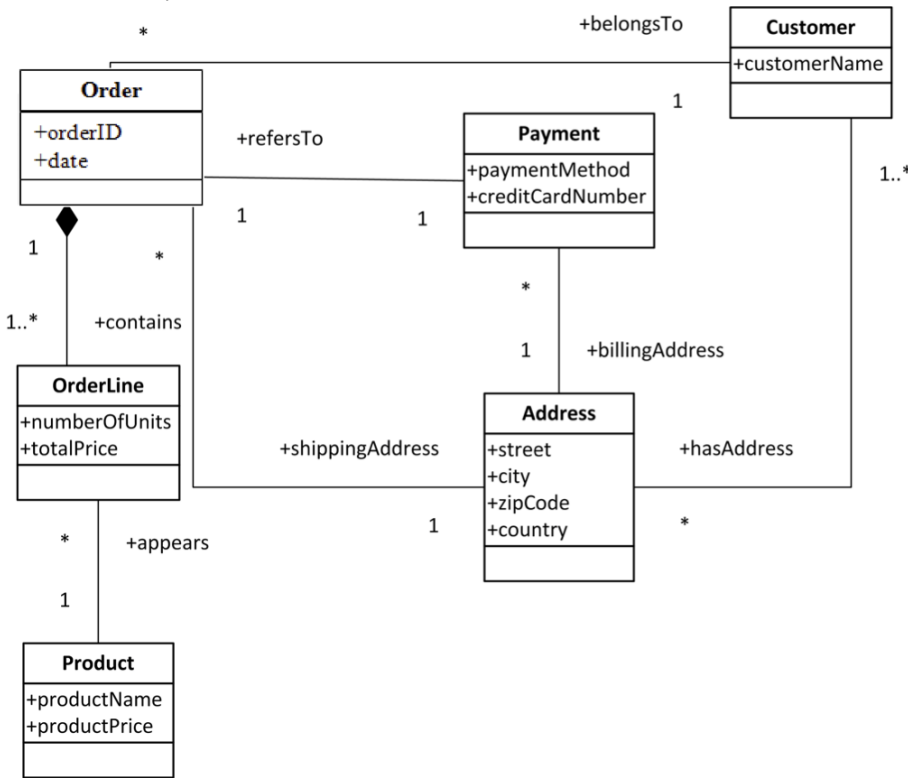 +belongsTo
*
Customer
+customerName
1
Order
+orderID
+date
+refersTo
Payment
+paymentMethod
+creditCardNumber
1..*
1
1
1
*
*
1..*
+contains
1
+billingAddress
OrderLine
+numberOfUnits
+totalPrice
Address
+street
+city
+zipCode
+country
+shippingAddress
+hasAddress
1
*
*
+appears
1
Product
+productName
+productPrice